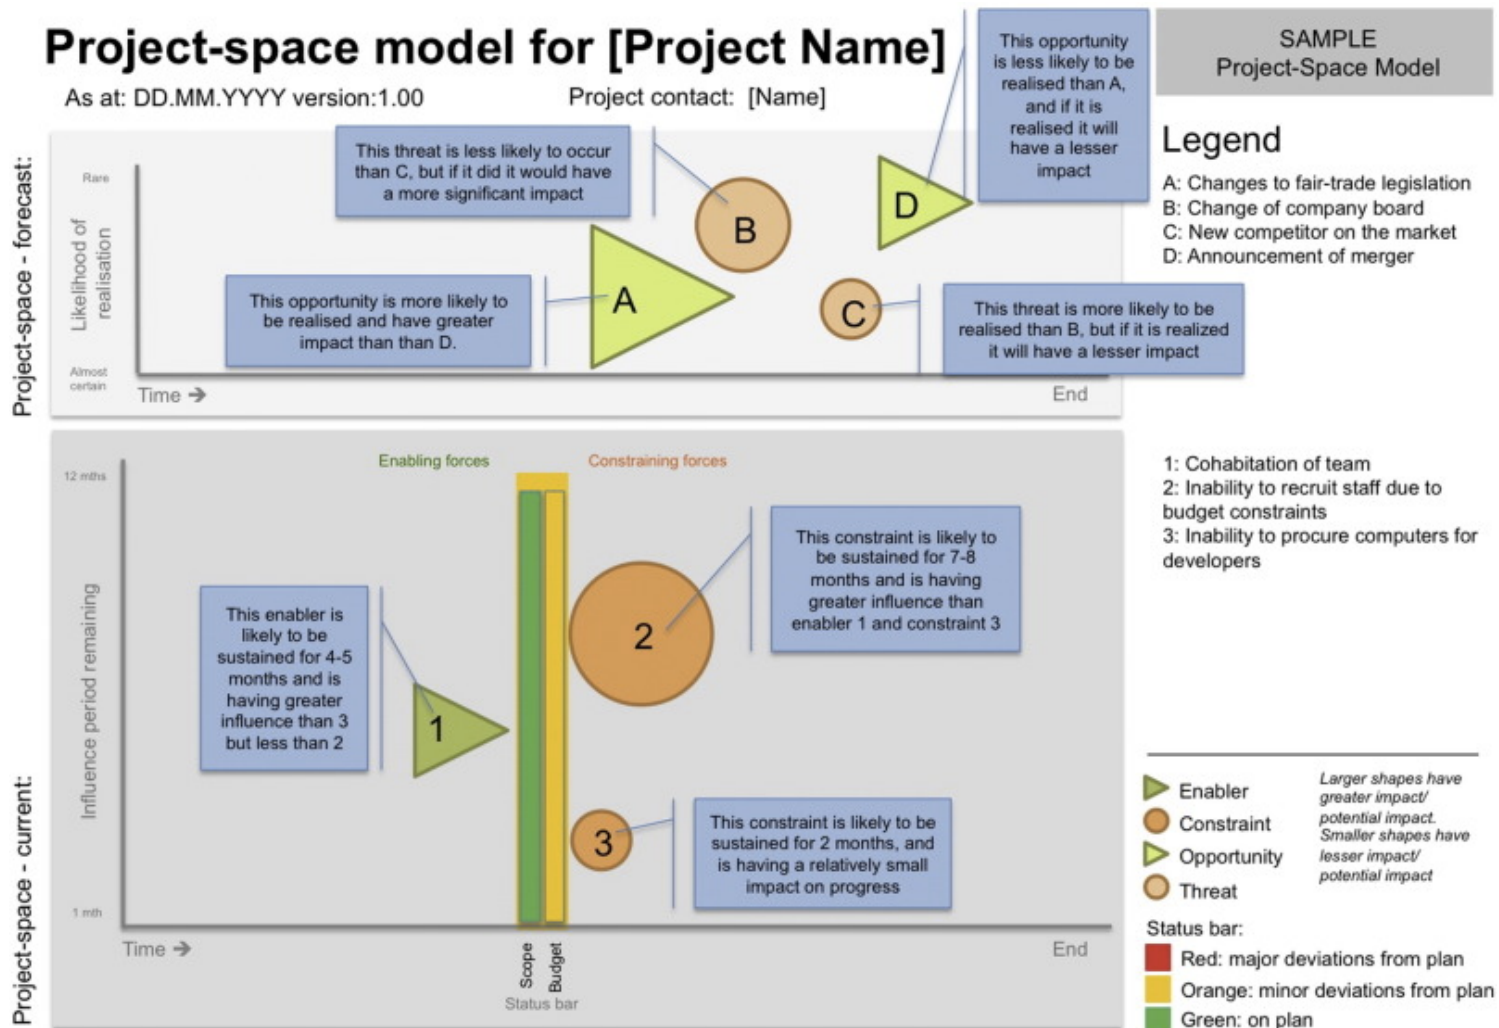 Project-space model for [Project Name]
As at: DD.MM.YYYY version:1.00
Project contact: [Name]
SAMPLE
Project-Space Model
This opportunity
is less likely to be
realised than A,
and if it is
realised it will
have a lesser
impact
Project-space - forecast:
Rare
Likelihood of
realisation
Almost
certain
Time →
End
This threat is less likely to occur
than C, but if it did it would have
a more significant impact
B
D
This opportunity is more likely to
be realised and have greater
impact than than D.
A
C
This threat is more likely to be
realised than B, but if it is realized
it will have a lesser impact
Legend
A: Changes to fair-trade legislation
B: Change of company board
C: New competitor on the market
D: Announcement of merger
Project-space - current:
12 mths
Influence period remaining
1 mth
Time →
End
Enabling forces
Constraining forces
This enabler is
likely to be
sustained for 4-5
months and is
having greater
influence than 3
but less than 2
1
2
This constraint is likely to
be sustained for 7-8
months and is having
greater influence than
enabler 1 and constraint 3
3
This constraint is likely to be
sustained for 2 months, and
is having a relatively small
impact on progress
Scope
Budget
Status bar
1: Cohabitation of team
2: Inability to recruit staff due to
budget constraints
3: Inability to procure computers for
developers
Enabler
Constraint
Opportunity
Threat
Larger shapes have
greater impact/
potential impact.
Smaller shapes have
lesser impact/
potential impact
Status bar:
Red: major deviations from plan
Orange: minor deviations from plan
Green: on plan